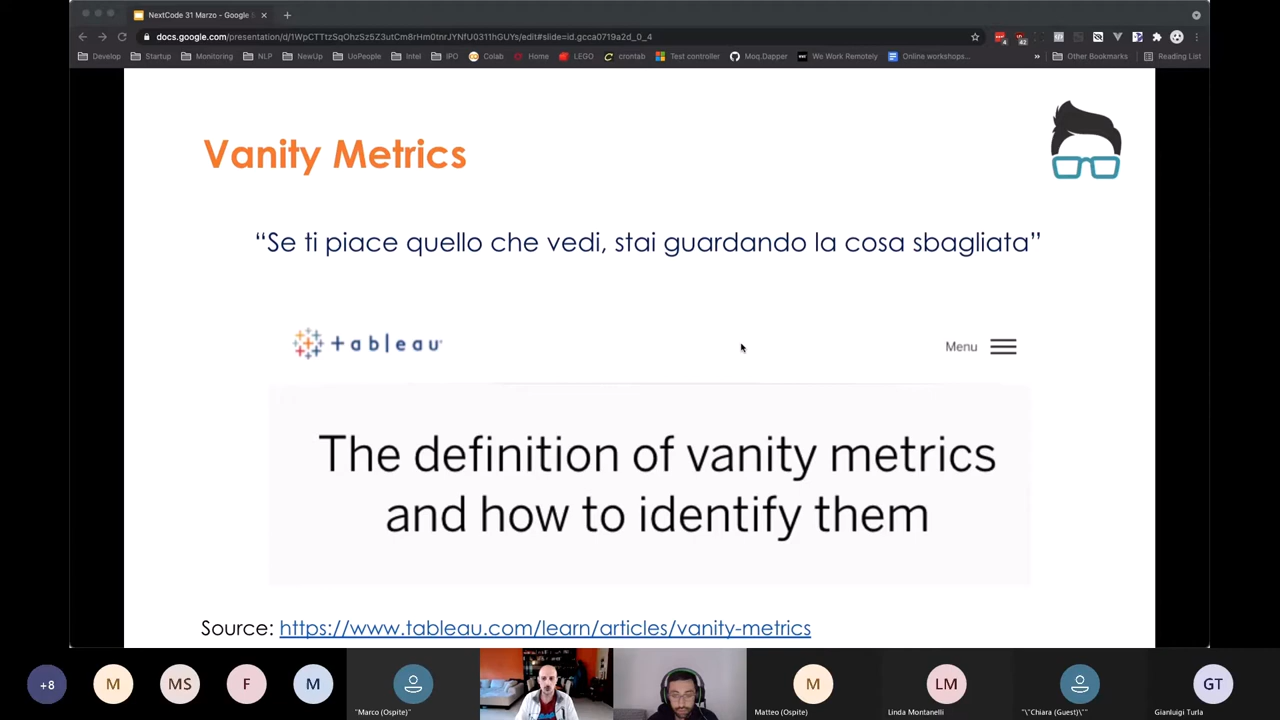 NextCode 31 Marzo - Google
docs.google.com/presentation/d/1WpCTTtzSqOhzSz5Z3utCm8rHm0tnrJYNfU0311hGUYs/edit#slide=id.gcca0719a2d_0_4
Develop Startup Monitoring NLP NewUp UoPeople Intel IPO Colab Home LEGO crontab Test controller Moq.Dapper We Work Remotely Online workshops... » Other Bookmarks Reading List
Vanity Metrics
“Se ti piace quello che vedi, stai guardando la cosa sbagliata”
+ableau
Menu
The definition of vanity metrics
and how to identify them
Source: https://www.tableau.com/learn/articles/vanity-metrics
+8 M MS F M M LM GT
"Marco (Ospite)" Matteo (Ospite) Linda Montanelli "\"Chiara (Guest)\"" Gianluigi Turla